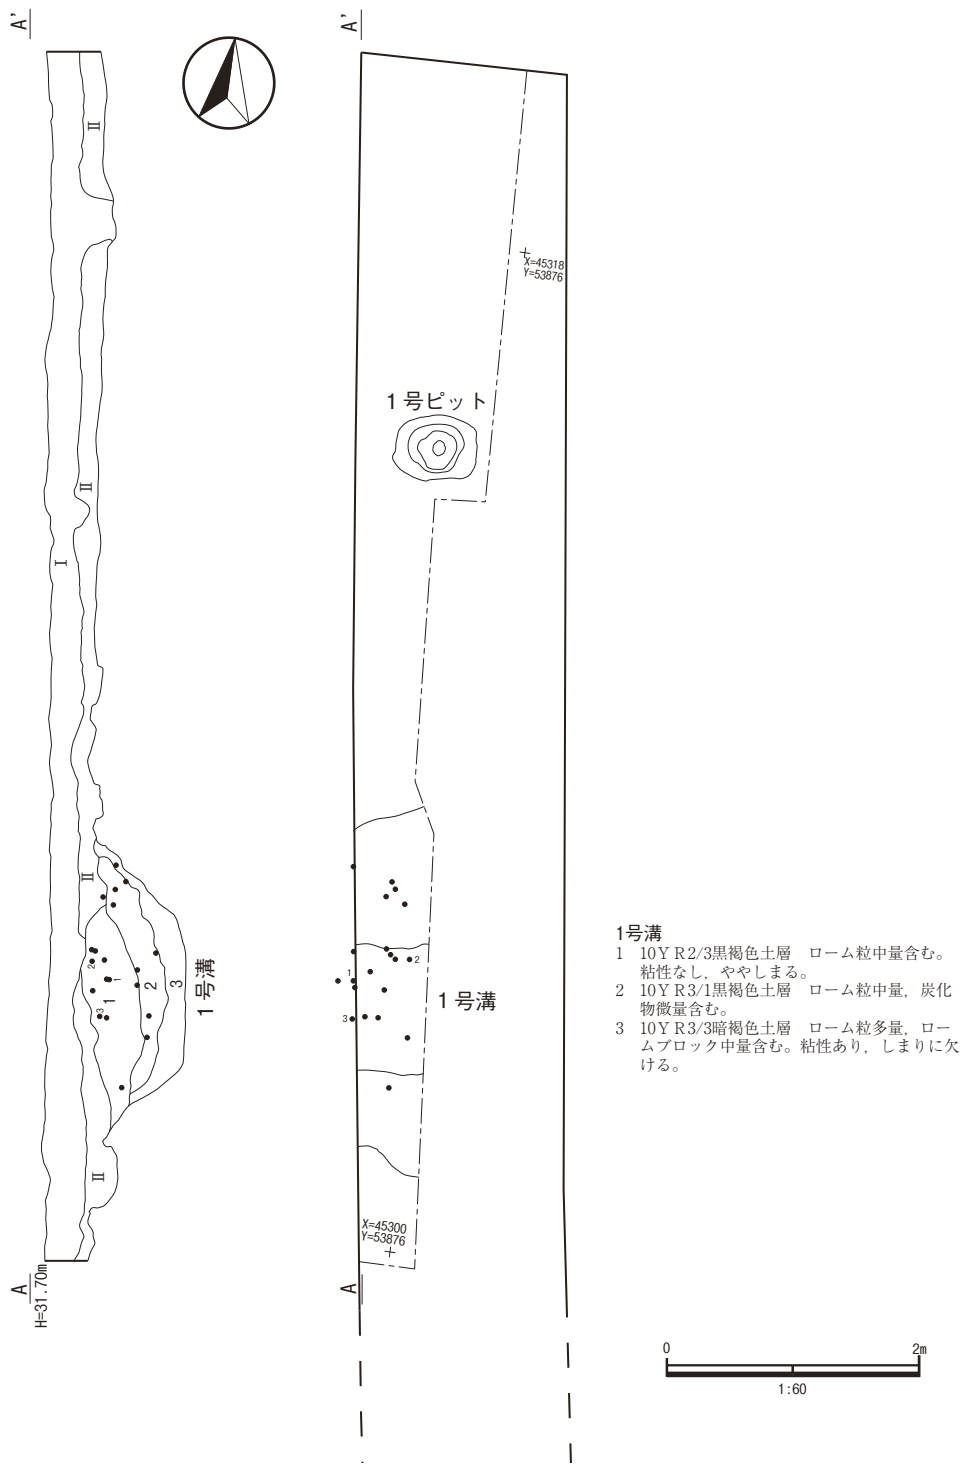 A'
A'
Ⅱ
X=45318
Y=53876
1号ピット
Ⅱ
Ⅰ
Ⅱ
2
1
1
2
3
3
1号溝
2
1
3
1号溝
Ⅱ
X=45300
Y=53876
A
H=31.70m
A
1号溝
1 10YR2/3黒褐色土層 ローム粒中量含む。
粘性なし，ややしまる。
2 10YR3/1黒褐色土層 ローム粒中量，炭化
物微量含む。
3 10YR3/3暗褐色土層 ローム粒多量，ロー
ムブロック中量含む。粘性あり，しまりに欠
ける。
0 2m
1:60